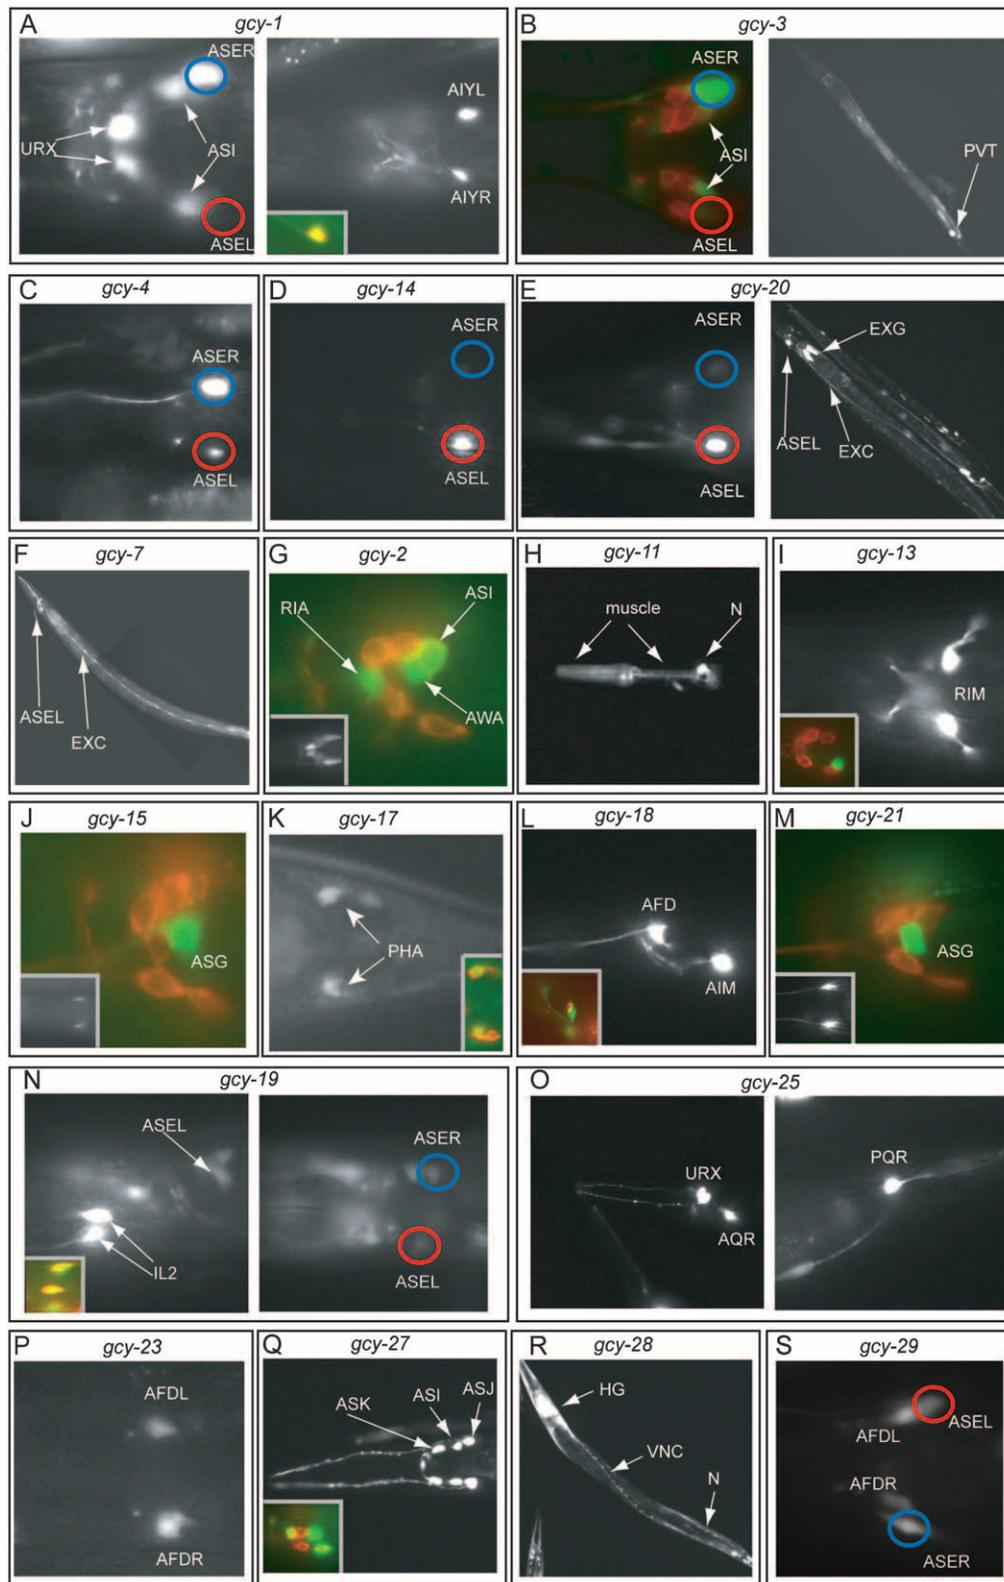 A gcy-1
ASER
URX
ASI
ASEL
AIYL
AIYR
B gcy-3
ASER
ASI
ASEL
PVT
C gcy-4
ASER
ASEL
D gcy-14
ASER
ASEL
E gcy-20
ASER
ASEL
EXG
ASEL
EXC
F gcy-7
ASEL
EXC
G gcy-2
RIA
ASI
AWA
H gcy-11
muscle
N
I gcy-13
RIM
J gcy-15
ASG
K gcy-17
PHA
L gcy-18
AFD
AIM
M gcy-21
ASG
N gcy-19
ASEL
IL2
ASER
ASEL
O gcy-25
URX
AQR
PQR
P gcy-23
AFDL
AFDR
Q gcy-27
ASK
ASI
ASJ
R gcy-28
HG
VNC
N
S gcy-29
AFDL
ASEL
AFDR
ASER